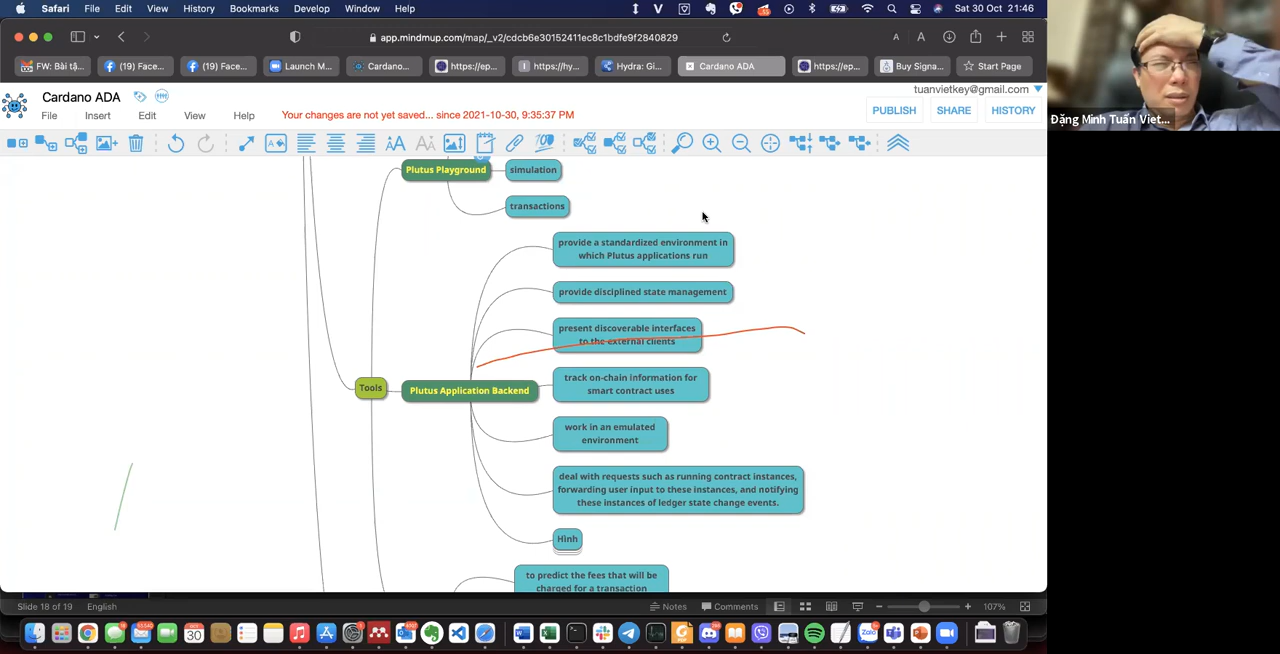 Safari File Edit View History Bookmarks Develop Window Help
Sat 30 Oct 21:46
app.mindmup.com/map/_v2/cdcb6e30152411ec8c1bdfe9f2840829
A A
FW: Bài tậ...
(19) Face...
(19) Face...
Launch M...
Cardano...
https://ep...
https://hy...
Hydra: Gi...
Cardano ADA
https://ep...
Buy Signa...
Start Page
Cardano ADA
tuanvietkey@gmail.com
File Insert Edit View Help
Your changes are not yet saved... since 2021-10-30, 9:35:37 PM
PUBLISH SHARE HISTORY
Đặng Minh Tuấn Viet...
Plutus Playground
simulation
transactions
provide a standardized environment in
which Plutus applications run
provide disciplined state management
present discoverable interfaces
to the external clients
Tools
Plutus Application Backend
track on-chain information for
smart contract uses
work in an emulated
environment
deal with requests such as running contract instances,
forwarding user input to these instances, and notifying
these instances of ledger state change events.
Hình
to predict the fees that will be
charged for a transaction
Slide 18 of 19 English
Notes Comments 107%
OCT
30
Zalo